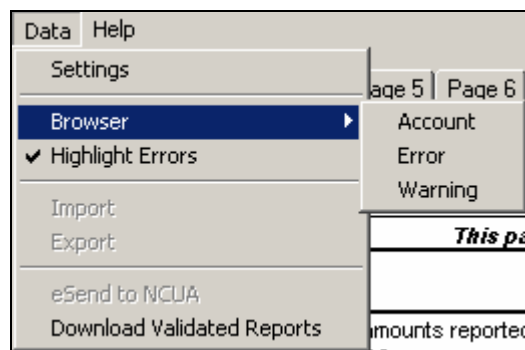 Data Help
Settings
age 5 Page 6
Browser Account
Highlight Errors Error
Warning
Import
Export This pa
eSend to NCUA
Download Validated Reports mounts reported